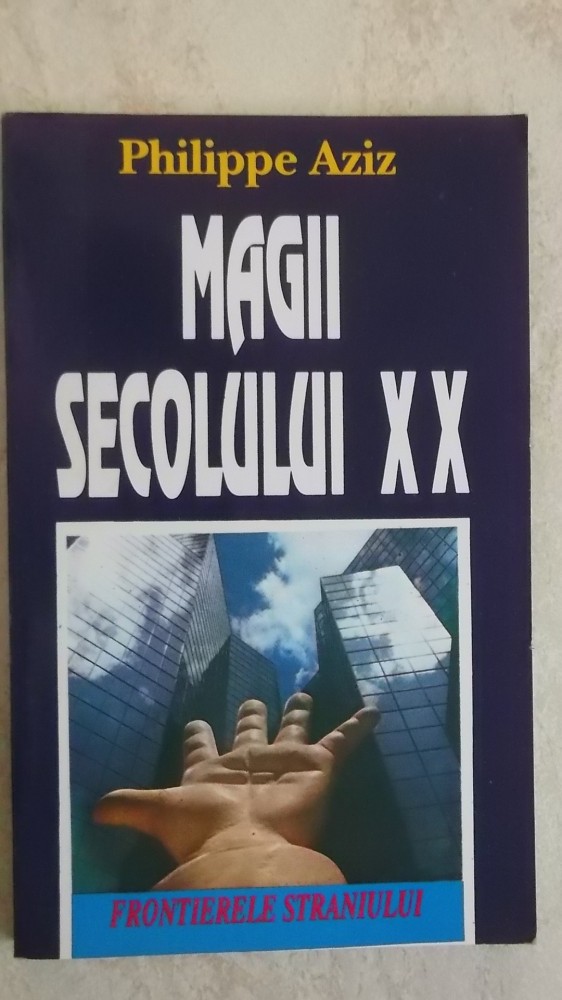 Philippe Aziz
MAGII
SECOLULUI XX
FRONTIERELE STRANIULUI